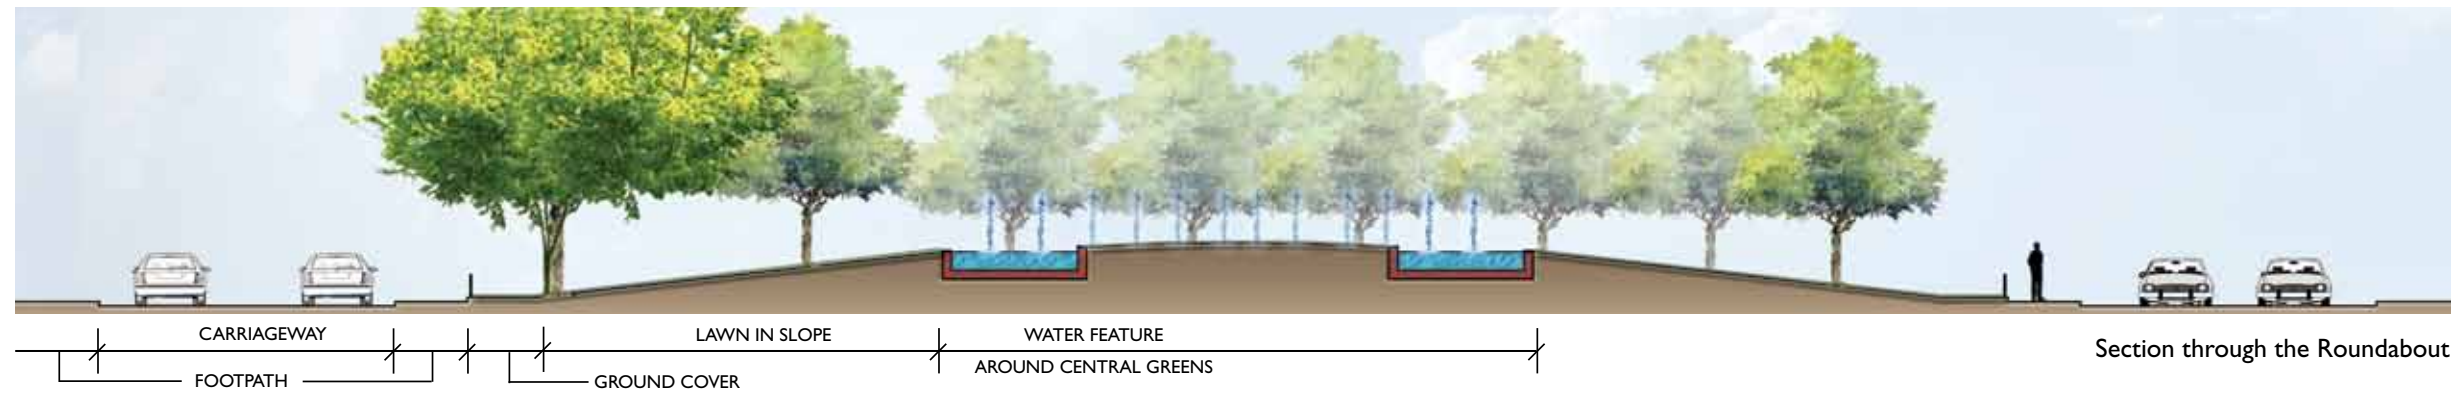 CARRIAGEWAY
LAWN IN SLOPE
WATER FEATURE
AROUND CENTRAL GREENS
FOOTPATH
GROUND COVER
Section through the Roundabout